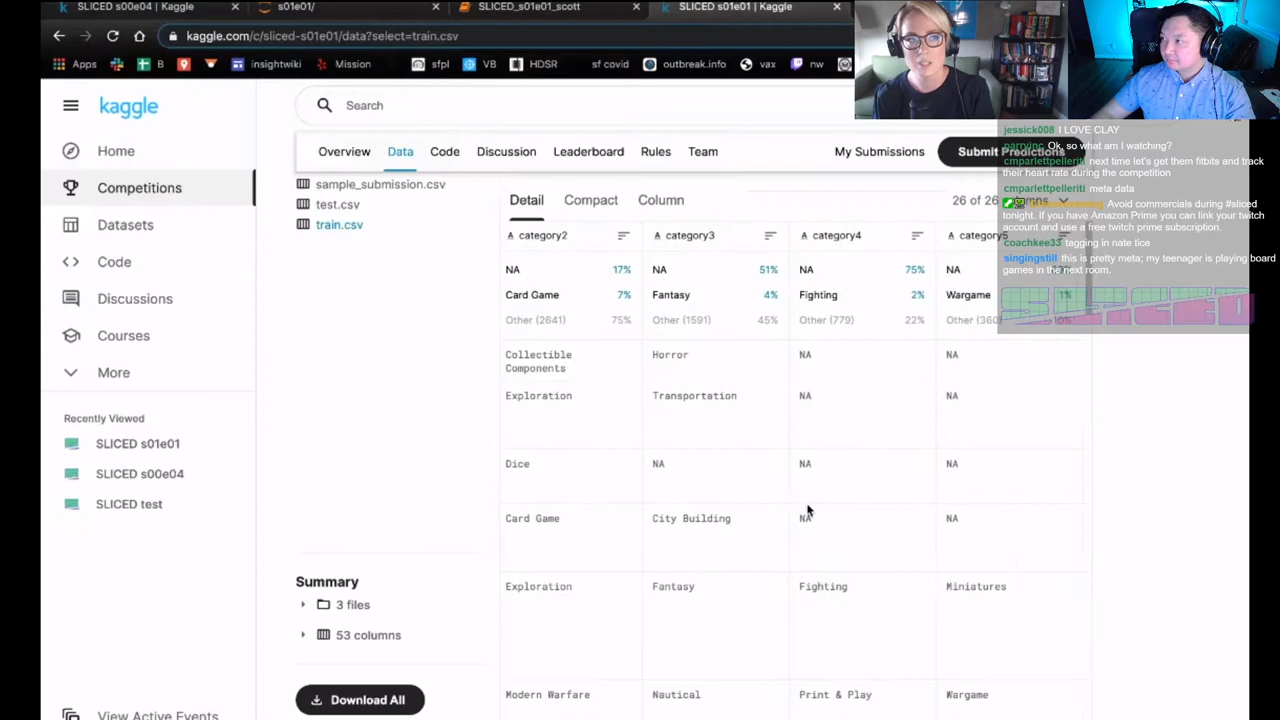 SLICED s00e04 | Kaggle
s01e01/
SLICED_s01e01_scott
SLICED s01e01 | Kaggle
kaggle.com/c/sliced-s01e01/data?select=train.csv
Apps
B
insightwiki
Mission
sfpl
VB
HDSR
sf covid
outbreak.info
vax
nw
kaggle
Search
Home
Competitions
Datasets
Code
Discussions
Courses
More
Recently Viewed
SLICED s01e01
SLICED s00e04
SLICED test
View Active Events
Overview
Data
Code
Discussion
Leaderboard
Rules
Team
My Submissions
Submit Predictions
sample_submission.csv
test.csv
train.csv
Summary
3 files
53 columns
Download All
Detail
Compact
Column
26 of 26
category2
category3
category4
category5
NA 17%
NA 51%
NA 75%
NA
Card Game 7%
Fantasy 4%
Fighting 2%
Wargame 1%
Other (2641) 75%
Other (1591) 45%
Other (779) 22%
Other (360)
Collectible
Components
Horror
NA
NA
Exploration
Transportation
NA
NA
Dice
NA
NA
NA
Card Game
City Building
NA
NA
Exploration
Fantasy
Fighting
Miniatures
Modern Warfare
Nautical
Print & Play
Wargame
jessick008 I LOVE CLAY
parryinc Ok, so what am I watching?
cmparlettpelleriti next time let's get them fitbits and track
their heart rate during the competition
cmparlettpelleriti meta data
Avoid commercials during #sliced
tonight. If you have Amazon Prime you can link your twitch
account and use a free twitch prime subscription.
coachkee33 tagging in nate tice
singingstill this is pretty meta; my teenager is playing board
games in the next room.
SLICED